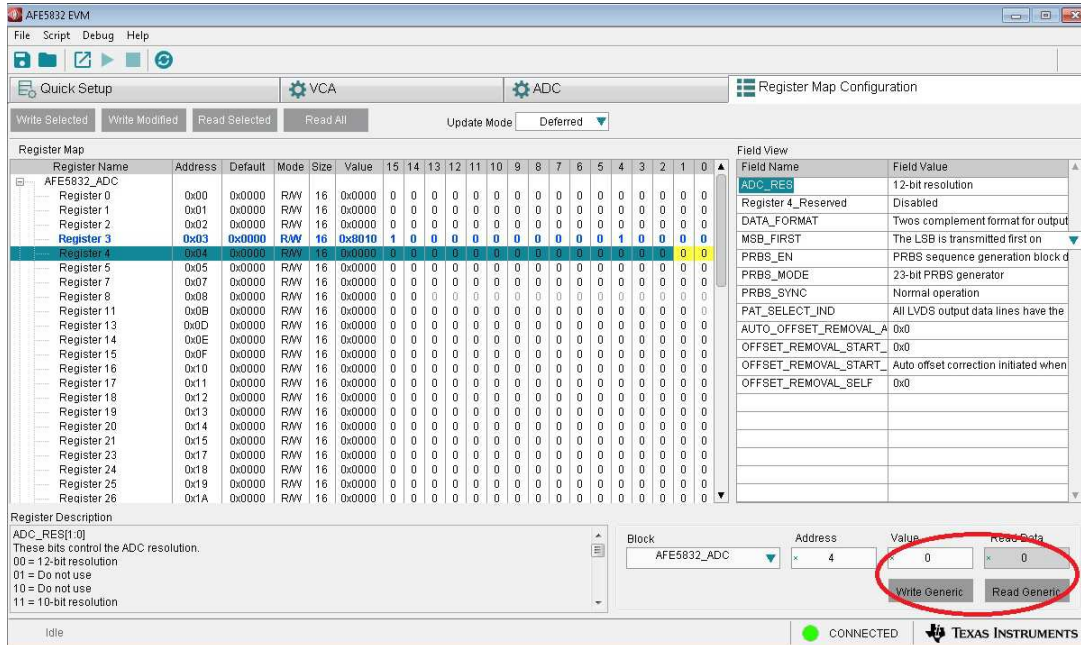 AFE5832 EVM
File Script Debug Help
Quick Setup VCA ADC Register Map Configuration
Write Selected Write Modified Read Selected Read All Update Mode Deferred
Register Map Field View
Register Name Address Default Mode Size Value 15 14 13 12 11 10 9 8 7 6 5 4 3 2 1 0 Field Name Field Value
AFE5832_ADC ADC_RES 12-bit resolution
Register 0 0x00 0x0000 R/W 16 0x0000 0 0 0 0 0 0 0 0 0 0 0 0 0 0 0 0
Register 1 0x01 0x0000 R/W 16 0x0000 0 0 0 0 0 0 0 0 0 0 0 0 0 0 0 0 Register 4_Reserved Disabled
Register 2 0x02 0x0000 R/W 16 0x0000 0 0 0 0 0 0 0 0 0 0 0 0 0 0 0 0 DATA_FORMAT Twos complement format for output
Register 3 0x03 0x0000 R/W 16 0x8010 1 0 0 0 0 0 0 0 0 0 0 1 0 0 0 0 MSB_FIRST The LSB is transmitted first on
Register 4 0x04 0x0000 R/W 16 0x0000 0 0 0 0 0 0 0 0 0 0 0 0 0 0 0 0 PRBS_EN PRBS sequence generation block d
Register 5 0x05 0x0000 R/W 16 0x0000 0 0 0 0 0 0 0 0 0 0 0 0 0 0 0 0 PRBS_MODE 23-bit PRBS generator
Register 7 0x07 0x0000 R/W 16 0x0000 0 0 0 0 0 0 0 0 0 0 0 0 0 0 0 0 PRBS_SYNC Normal operation
Register 8 0x08 0x0000 R/W 16 0x0000 0 0 0 0 0 0 0 0 0 0 0 0 0 0 0 0
Register 11 0x0B 0x0000 R/W 16 0x0000 0 0 0 0 0 0 0 0 0 0 0 0 0 0 0 0 PAT_SELECT_IND All LVDS output data lines have the
Register 13 0x0D 0x0000 R/W 16 0x0000 0 0 0 0 0 0 0 0 0 0 0 0 0 0 0 0 AUTO_OFFSET_REMOVAL_A 0x0
Register 14 0x0E 0x0000 R/W 16 0x0000 0 0 0 0 0 0 0 0 0 0 0 0 0 0 0 0 OFFSET_REMOVAL_START_ 0x0
Register 15 0x0F 0x0000 R/W 16 0x0000 0 0 0 0 0 0 0 0 0 0 0 0 0 0 0 0
Register 16 0x10 0x0000 R/W 16 0x0000 0 0 0 0 0 0 0 0 0 0 0 0 0 0 0 0 OFFSET_REMOVAL_START_ Auto offset correction initiated when
Register 17 0x11 0x0000 R/W 16 0x0000 0 0 0 0 0 0 0 0 0 0 0 0 0 0 0 0 OFFSET_REMOVAL_SELF 0x0
Register 18 0x12 0x0000 R/W 16 0x0000 0 0 0 0 0 0 0 0 0 0 0 0 0 0 0 0
Register 19 0x13 0x0000 R/W 16 0x0000 0 0 0 0 0 0 0 0 0 0 0 0 0 0 0 0
Register 20 0x14 0x0000 R/W 16 0x0000 0 0 0 0 0 0 0 0 0 0 0 0 0 0 0 0
Register 21 0x15 0x0000 R/W 16 0x0000 0 0 0 0 0 0 0 0 0 0 0 0 0 0 0 0
Register 23 0x17 0x0000 R/W 16 0x0000 0 0 0 0 0 0 0 0 0 0 0 0 0 0 0 0
Register 24 0x18 0x0000 R/W 16 0x0000 0 0 0 0 0 0 0 0 0 0 0 0 0 0 0 0
Register 25 0x19 0x0000 R/W 16 0x0000 0 0 0 0 0 0 0 0 0 0 0 0 0 0 0 0
Register 26 0x1A 0x0000 R/W 16 0x0000 0 0 0 0 0 0 0 0 0 0 0 0 0 0 0 0
Register Description
ADC_RES[1:0]
These bits control the ADC resolution.
00 = 12-bit resolution
01 = Do not use
10 = Do not use
11 = 10-bit resolution
Block Address Value Read Data
AFE5832_ADC x 4 x 0 x 0
Write Generic Read Generic
Idle CONNECTED TEXAS INSTRUMENTS